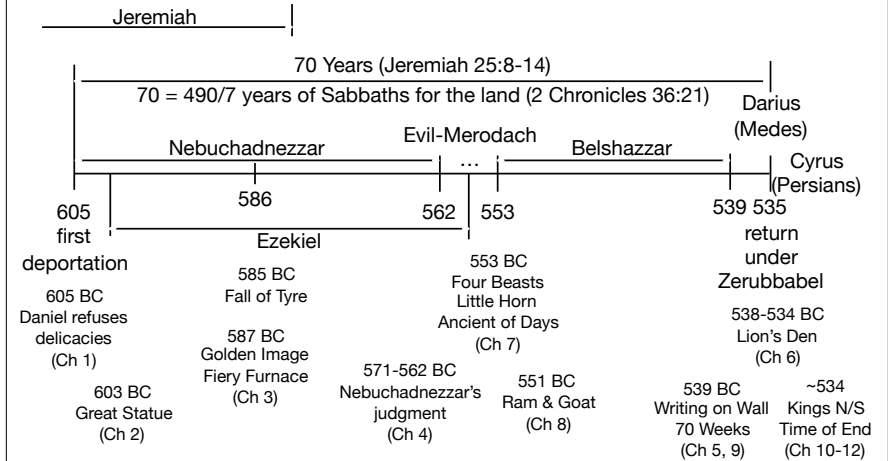 Jeremiah
70 Years (Jeremiah 25:8-14)
70 = 490/7 years of Sabbaths for the land (2 Chronicles 36:21)
Darius
(Medes)
Evil-Merodach
Nebuchadnezzar
...
Belshazzar
Cyrus
(Persians)
605
first
deportation
586
562
553
539
535
return
under
Zerubbabel
Ezekiel
605 BC
Daniel refuses
delicacies
(Ch 1)
603 BC
Great Statue
(Ch 2)
585 BC
Fall of Tyre
587 BC
Golden Image
Fiery Furnace
(Ch 3)
571-562 BC
Nebuchadnezzar’s
judgment
(Ch 4)
553 BC
Four Beasts
Little Horn
Ancient of Days
(Ch 7)
551 BC
Ram & Goat
(Ch 8)
538-534 BC
Lion’s Den
(Ch 6)
539 BC
Writing on Wall
70 Weeks
(Ch 5, 9)
~534
Kings N/S
Time of End
(Ch 10-12)